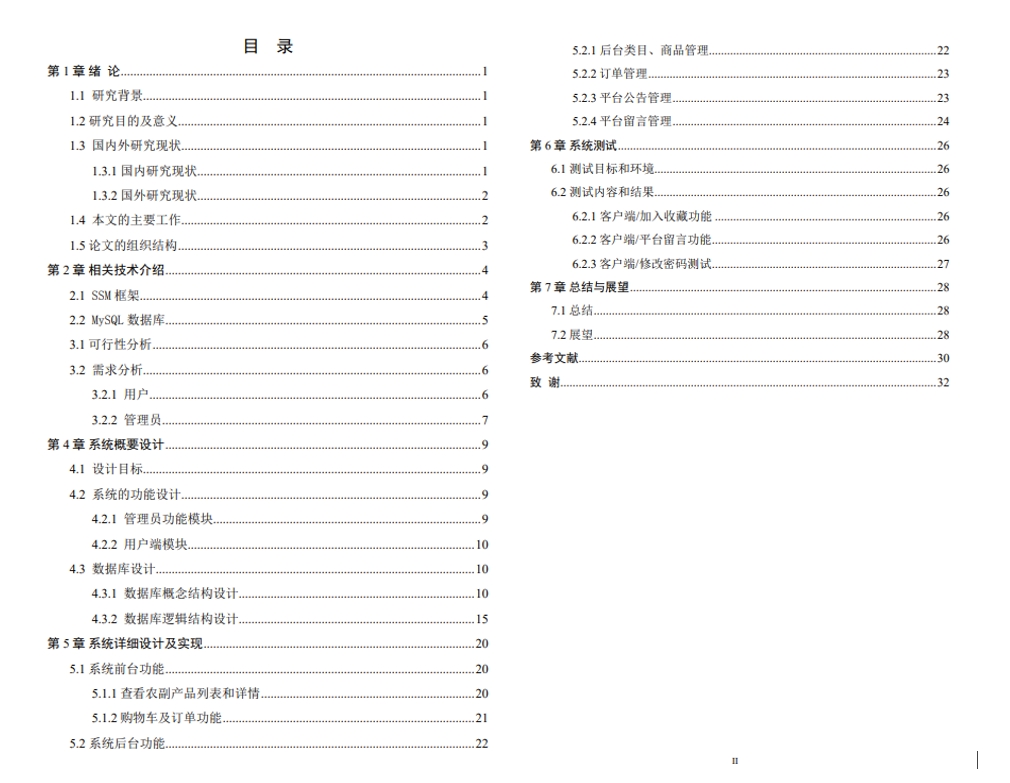 目 录
第 1 章 绪 论 1
1.1 研究背景 1
1.2 研究目的及意义 1
1.3 国内外研究现状 1
1.3.1 国内研究现状 1
1.3.2 国外研究现状 2
1.4 本文的主要工作 2
1.5 论文的组织结构 3
第 2 章 相关技术介绍 4
2.1 SSM 框架 4
2.2 MySQL 数据库 5
3.1 可行性分析 6
3.2 需求分析 6
3.2.1 用户 6
3.2.2 管理员 7
第 4 章 系统概要设计 9
4.1 设计目标 9
4.2 系统的功能设计 9
4.2.1 管理员功能模块 9
4.2.2 用户端模块 10
4.3 数据库设计 10
4.3.1 数据库概念结构设计 10
4.3.2 数据库逻辑结构设计 15
第 5 章 系统详细设计及实现 20
5.1 系统前台功能 20
5.1.1 查看农副产品列表和详情 20
5.1.2 购物车及订单功能 21
5.2 系统后台功能 22
5.2.1 后台类目、商品管理 22
5.2.2 订单管理 23
5.2.3 平台公告管理 23
5.2.4 平台留言管理 24
第 6 章 系统测试 26
6.1 测试目标和环境 26
6.2 测试内容和结果 26
6.2.1 客户端/加入收藏功能 26
6.2.2 客户端/平台留言功能 26
6.2.3 客户端/修改密码测试 27
第 7 章 总结与展望 28
7.1 总结 28
7.2 展望 28
参考文献 30
致 谢 32
II